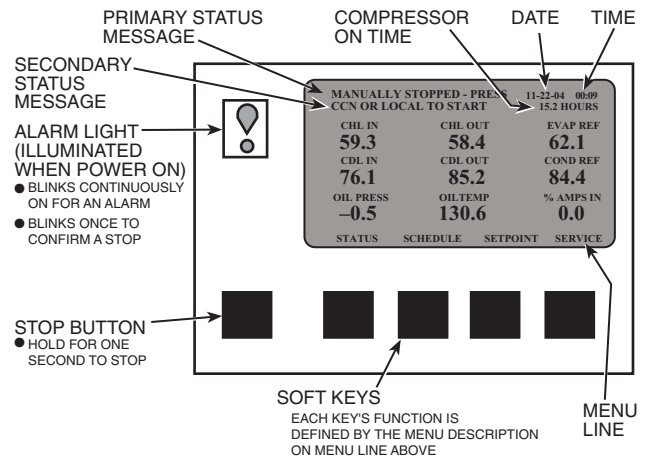 PRIMARY STATUS
MESSAGE
COMPRESSOR
ON TIME
DATE
TIME
SECONDARY
STATUS
MESSAGE
ALARM LIGHT
(ILLUMINATED
WHEN POWER ON)
● BLINKS CONTINUOUSLY
ON FOR AN ALARM
● BLINKS ONCE TO
CONFIRM A STOP
MANUALLY STOPPED - PRESS 11-22-04 00:09
CCN OR LOCAL TO START 15.2 HOURS
CHL IN CHL OUT EVAP REF
59.3 58.4 62.1
CDL IN CDL OUT COND REF
76.1 85.2 84.4
OIL PRESS OILTEMP % AMPS IN
–0.5 130.6 0.0
STATUS SCHEDULE SETPOINT SERVICE
STOP BUTTON
● HOLD FOR ONE
SECOND TO STOP
SOFT KEYS
EACH KEY'S FUNCTION IS
DEFINED BY THE MENU DESCRIPTION
ON MENU LINE ABOVE
MENU
LINE